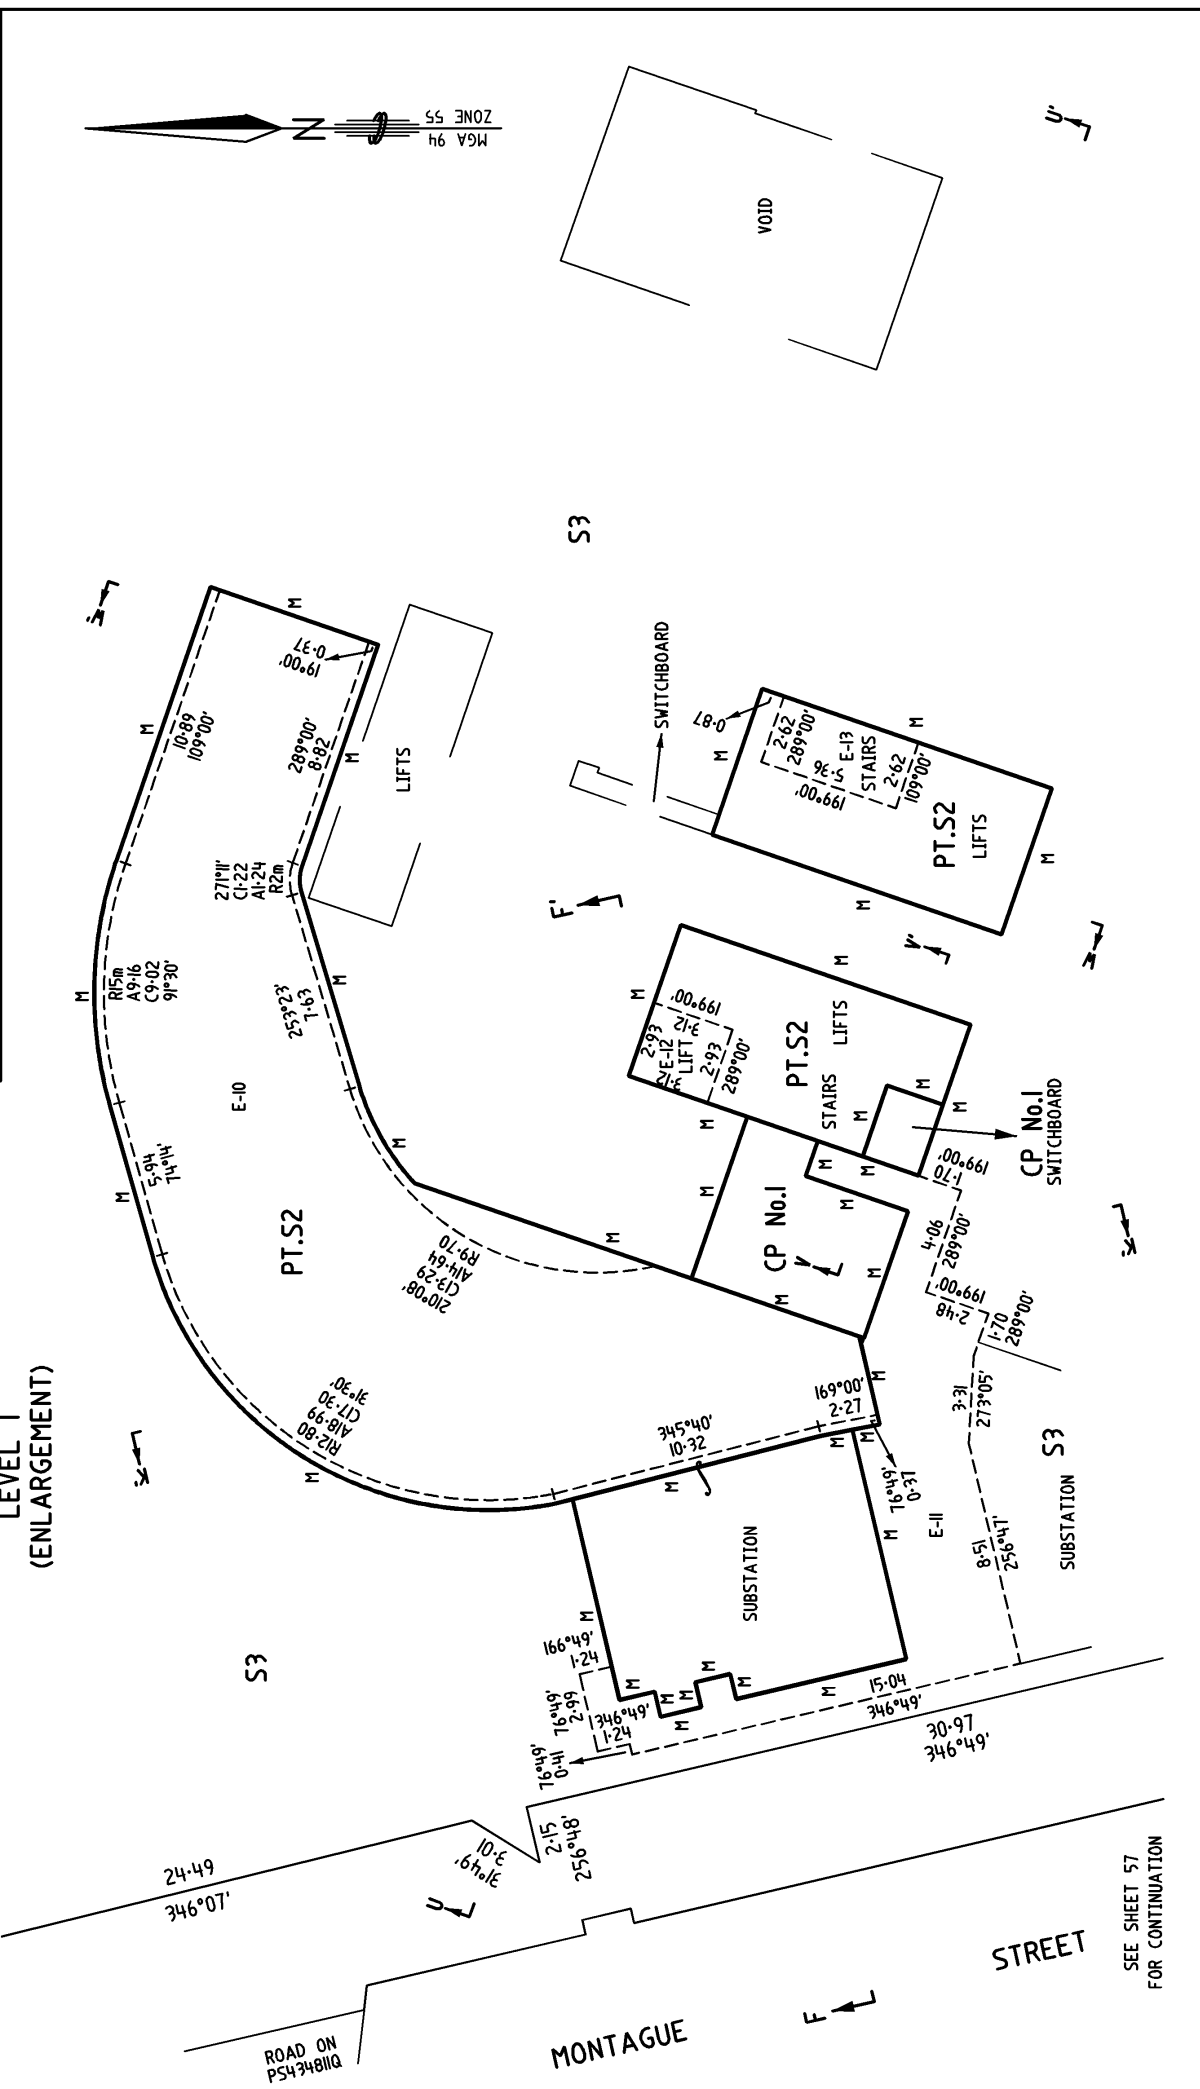 LEVEL 1
(ENLARGEMENT)
MGA 94
ZONE 55
N
VOID
U'
S3
W'
M
10·89
109°00'
M
19°00'
0·37
289°00'
8·82
M
LIFTS
SWITCHBOARD
M
0·87
2·62
289°00'
E-13
STAIRS
5·36
199°00'
2·62
109°00'
M
PT.S2
LIFTS
M
M
271°11'
C1·22
A1·24
R2m
F'
V'
W
M
R15m
A9·16
C9·02
91°30'
253°23'
7·63
M
M
199°00'
3·12
2·93
E-12
LIFT
3·12
2·93
289°00'
M
PT.S2
LIFTS
STAIRS
M
M
M
CP No.1
SWITCHBOARD
E-10
M
5·94
74°14'
M
PT.S2
M
M
M
CP No.1
V
M
M
M
M
M
1·70
199°00'
4·06
289°00'
199°00'
2·48
1·70
289°00'
K'
210°08'
C13·29
A14·64
R9·70
R12·80
A18·99
C17·30
31°30'
M
K'
345°40'
10·32
M
169°00'
2·27
M
M
M
76°49'
0·37
3·31
273°05'
E-11
M
8·51
256°47'
S3
SUBSTATION
SUBSTATION
S3
M
166°49'
1·24
76°49'
2·99
346°49'
1·24
76°49'
0·41
M
M
M
M
M
M
M
15·04
346°49'
30·97
346°49'
24·49
346°07'
31°49'
3·01
2·15
256°48'
U
ROAD ON
PS434811Q
MONTAGUE
STREET
F
SEE SHEET 57
FOR CONTINUATION